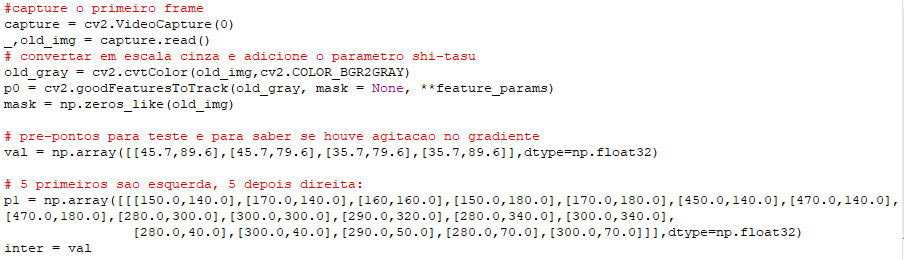 #capture o primeiro frame
capture = cv2.VideoCapture(0)
_,old_img = capture.read()
# convertar em escala cinza e adicione o parametro shi-tasu
old_gray = cv2.cvtColor(old_img,cv2.COLOR_BGR2GRAY)
p0 = cv2.goodFeaturesToTrack(old_gray, mask = None, **feature_params)
mask = np.zeros_like(old_img)
# pre-pontos para teste e para saber se houve agitacao no gradiente
val = np.array([[45.7,89.6],[45.7,79.6],[35.7,79.6],[35.7,89.6]],dtype=np.float32)
# 5 primeiros sao esquerda, 5 depois direita:
p1 = np.array([[[150.0,140.0],[170.0,140.0],[160,160.0],[150.0,180.0],[170.0,180.0],[450.0,140.0],[470.0,140.0],
[470.0,180.0],[280.0,300.0],[300.0,300.0],[290.0,320.0],[280.0,340.0],[300.0,340.0],
[280.0,40.0],[300.0,40.0],[290.0,50.0],[280.0,70.0],[300.0,70.0]]],dtype=np.float32)
inter = val